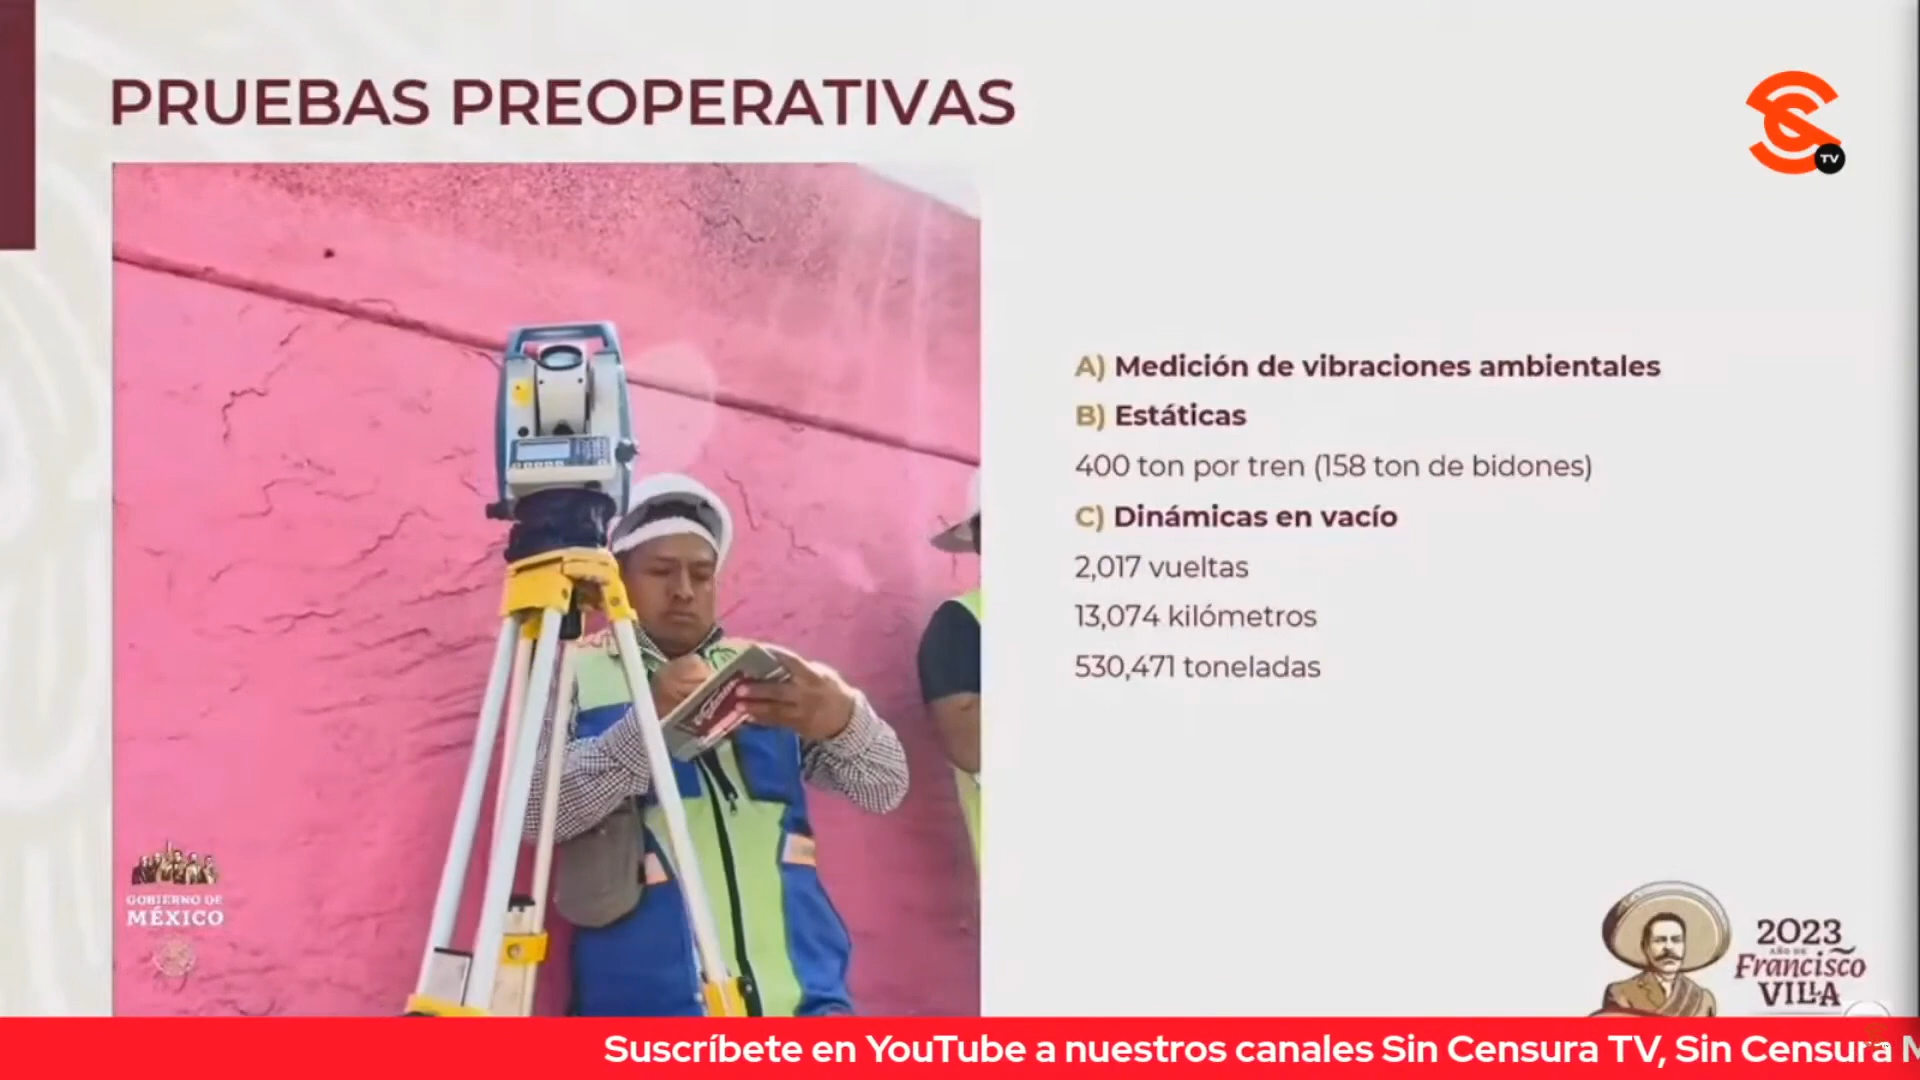 PRUEBAS PREOPERATIVAS
TV
A) Medición de vibraciones ambientales
B) Estáticas
400 ton por tren (158 ton de bidones)
C) Dinámicas en vacío
2,017 vueltas
13,074 kilómetros
530,471 toneladas
GOBIERNO DE
MÉXICO
2023
AÑO DE
Francisco
VILLA
Suscríbete en YouTube a nuestros canales Sin Censura TV, Sin Censura